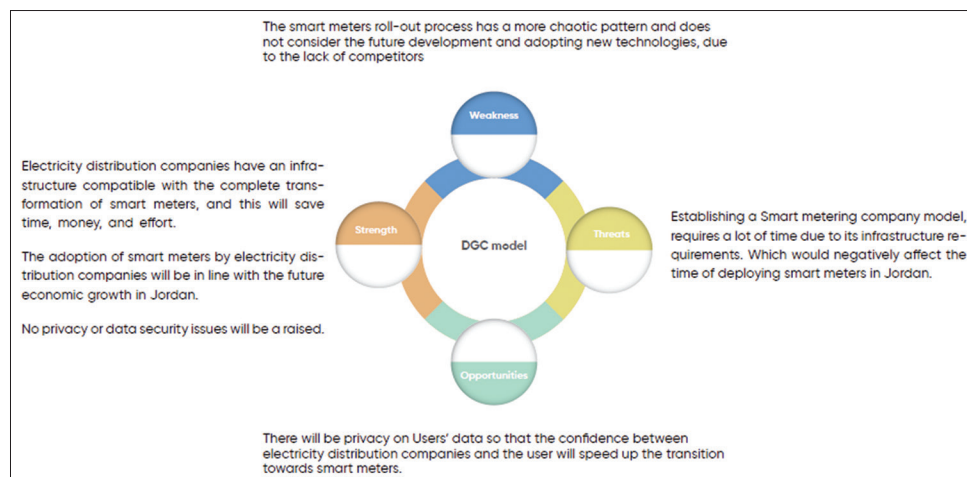 The smart meters roll-out process has a more chaotic pattern and does
not consider the future development and adopting new technologies, due
to the lack of competitors
Weakness
Electricity distribution companies have an infra-
structure compatible with the complete trans-
formation of smart meters, and this will save
time, money, and effort.
The adoption of smart meters by electricity dis-
tribution companies will be in line with the future
economic growth in Jordan.
No privacy or data security issues will be a raised.
Strength
DGC model
Threats
Establishing a Smart metering company model,
requires a lot of time due to its infrastructure re-
quirements. Which would negatively affect the
time of deploying smart meters in Jordan.
Opportunities
There will be privacy on Users' data so that the confidence between
electricity distribution companies and the user will speed up the transition
towards smart meters.